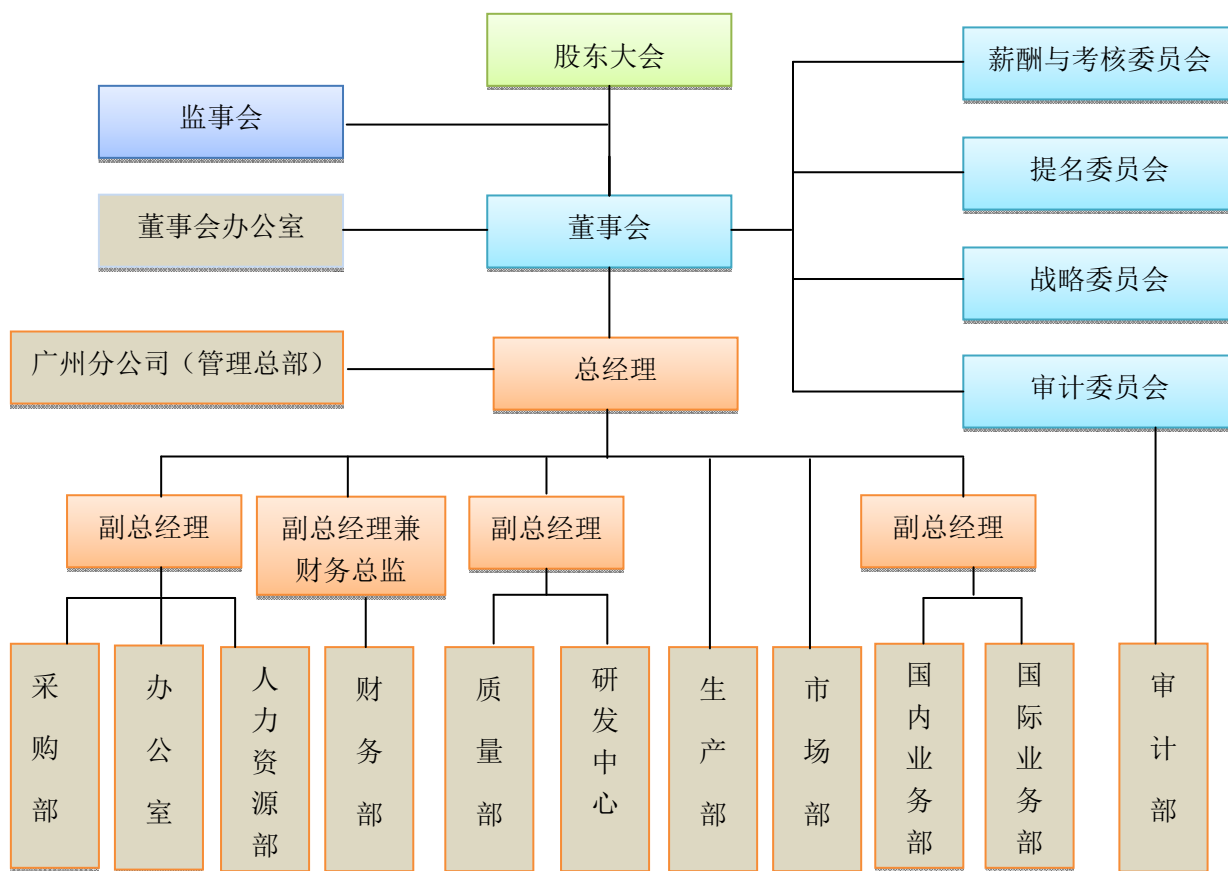 股东大会
薪酬与考核委员会
监事会
提名委员会
董事会办公室
董事会
战略委员会
广州分公司（管理总部）
总经理
审计委员会
副总经理
副总经理兼
财务总监
副总经理
副总经理
采购部
办公室
人力资源部
财务部
质量部
研发中心
生产部
市场部
国内业务部
国际业务部
审计部